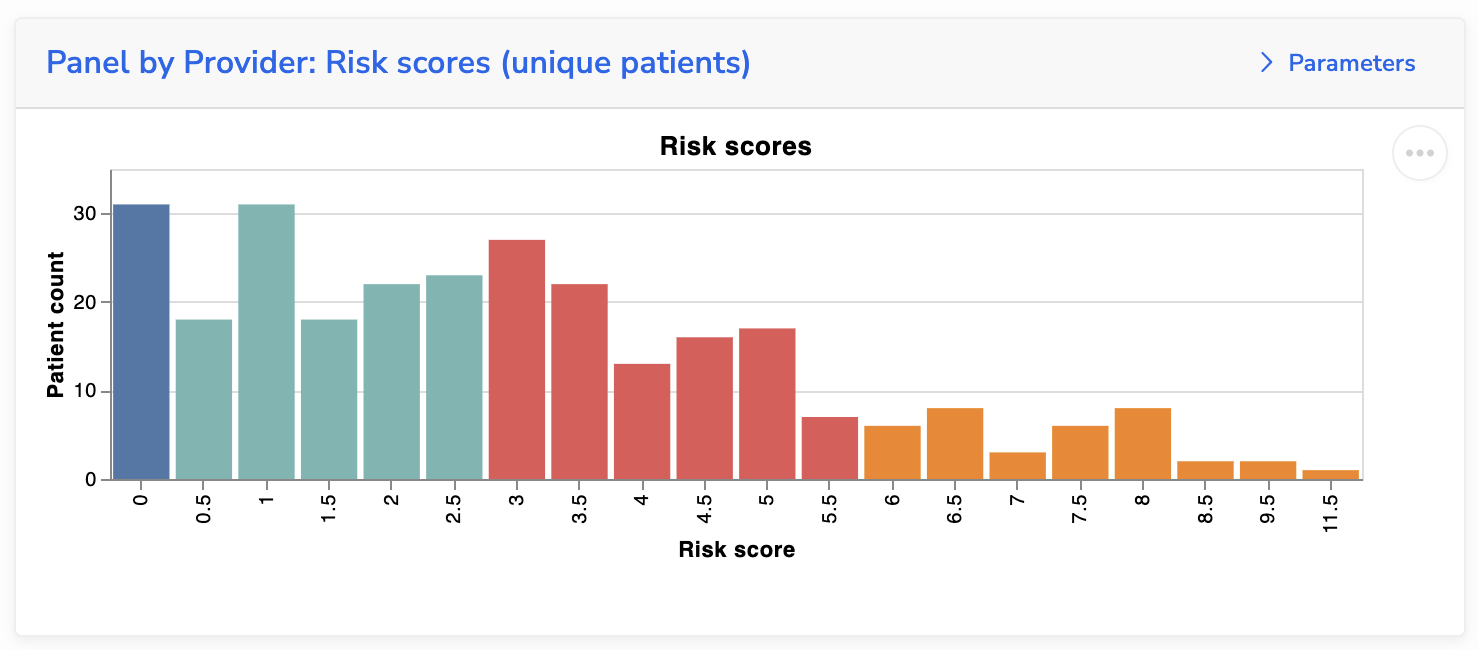 Panel by Provider: Risk scores (unique patients)
Parameters
Risk scores
Patient count
30
20
10
0
0 0.5 1 1.5 2 2.5 3 3.5 4 4.5 5 5.5 6 6.5 7 7.5 8 8.5 9.5 11.5
Risk score